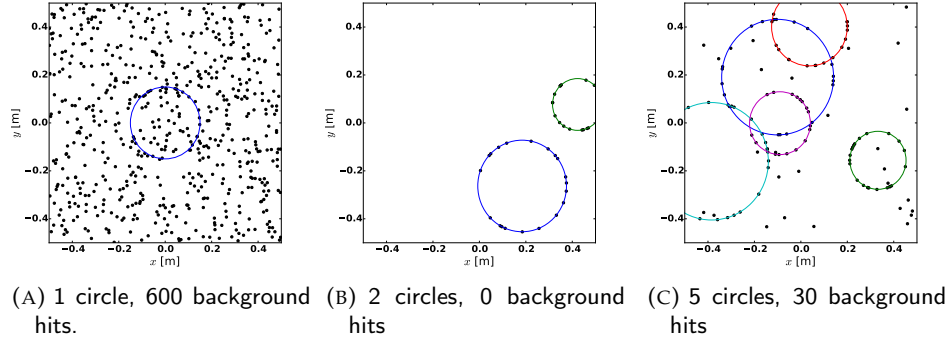 0.4
0.2
0.0
−0.2
−0.4
y [m]
−0.4 −0.2 0.0 0.2 0.4
x [m]
0.4
0.2
0.0
−0.2
−0.4
y [m]
−0.4 −0.2 0.0 0.2 0.4
x [m]
0.4
0.2
0.0
−0.2
−0.4
y [m]
−0.4 −0.2 0.0 0.2 0.4
x [m]
(A) 1 circle, 600 background
hits.
(B) 2 circles, 0 background
hits
(C) 5 circles, 30 background
hits